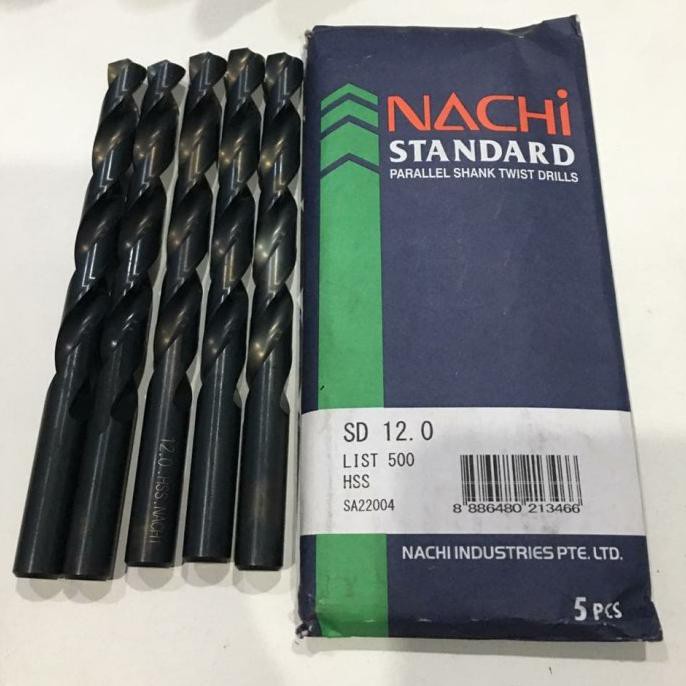 NACHi
STANDARD
PARALLEL SHANK TWIST DRILLS
SD 12.0
LIST 500
HSS
SA22004
8 886480 213466
NACHI INDUSTRIES PTE. LTD.
5 PCS
12.0 HSS NACHI